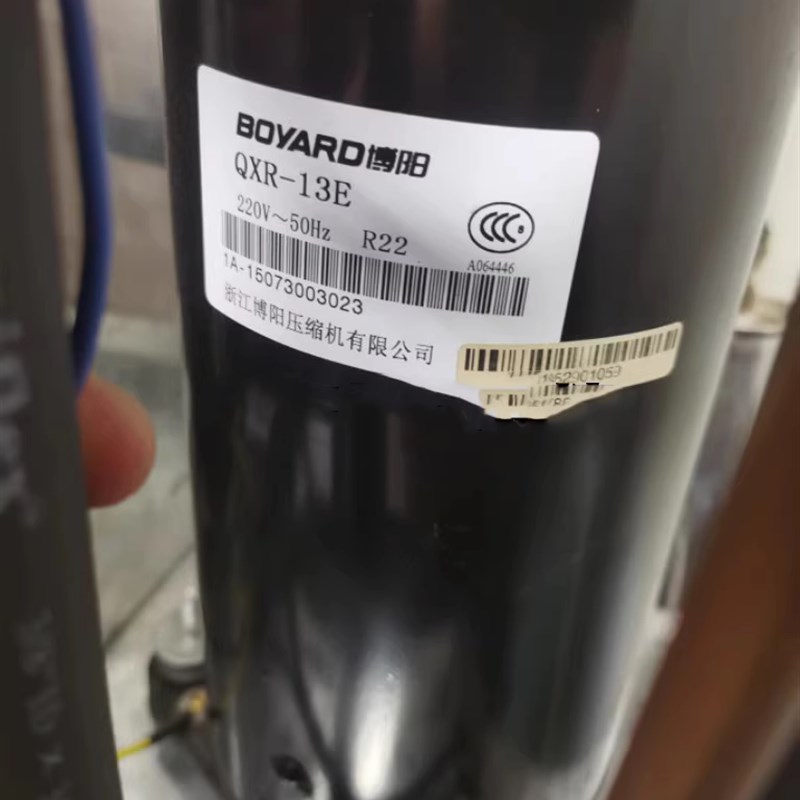 BOYARD博阳
QXR-13E
220V~50Hz R22
CCC S
A064446
1A-15073003023
浙江博阳压缩机有限公司